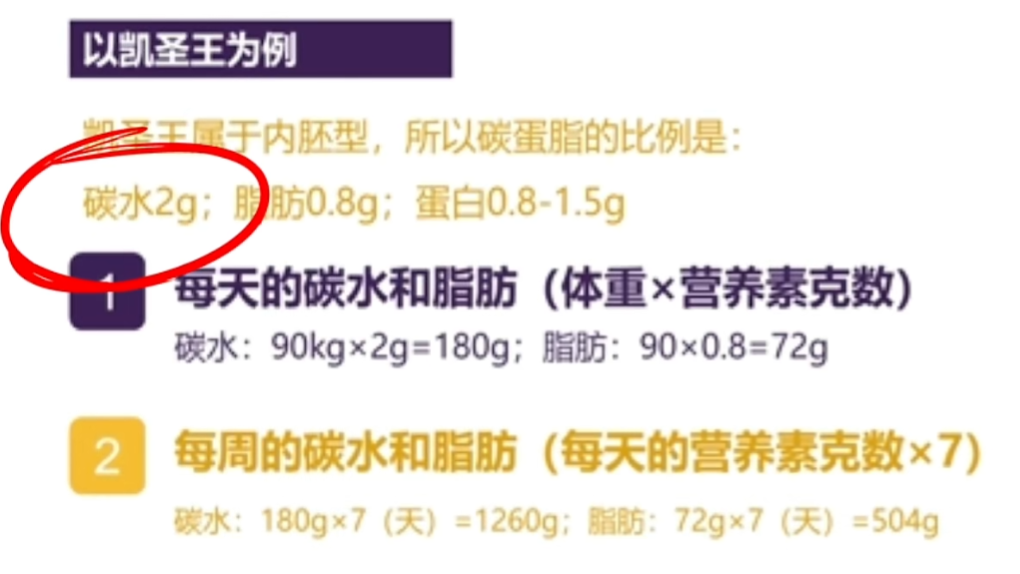 以凯圣王为例
凯圣王属于内胚型，所以碳蛋脂的比例是：
碳水2g；脂肪0.8g；蛋白0.8-1.5g
1
每天的碳水和脂肪（体重×营养素克数）
碳水：90kg×2g=180g；脂肪：90×0.8=72g
2
每周的碳水和脂肪（每天的营养素克数×7）
碳水：180g×7（天）=1260g；脂肪：72g×7（天）=504g